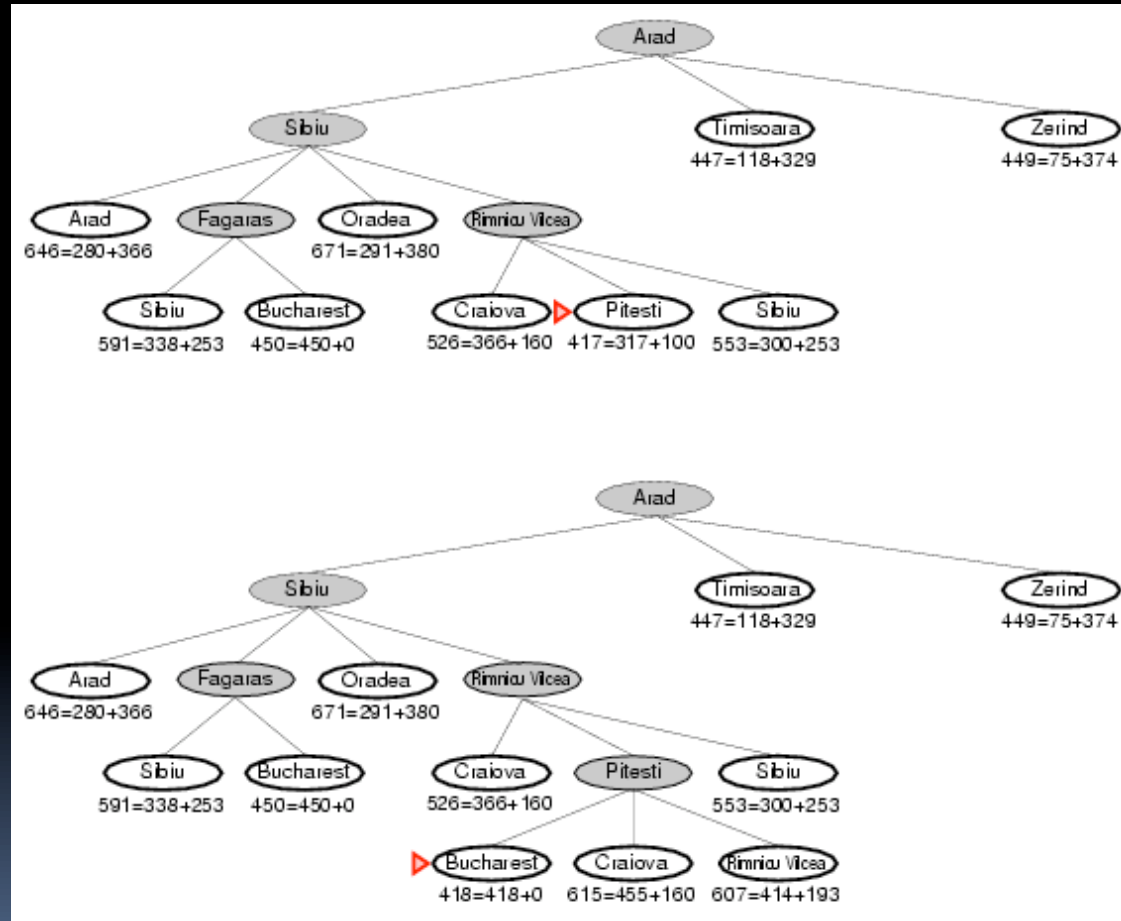 Arad
Sibiu Timisoara Zerind
447=118+329 449=75+374
Arad Fagaras Oradea Rimnicu Vilcea
646=280+366 671=291+380
Sibiu Bucharest Craiova Pitesti Sibiu
591=338+253 450=450+0 526=366+160 417=317+100 553=300+253
Arad
Sibiu Timisoara Zerind
447=118+329 449=75+374
Arad Fagaras Oradea Rimnicu Vilcea
646=280+366 671=291+380
Sibiu Bucharest Craiova Pitesti Sibiu
591=338+253 450=450+0 526=366+160 553=300+253
Bucharest Craiova Rimnicu Vilcea
418=418+0 615=455+160 607=414+193